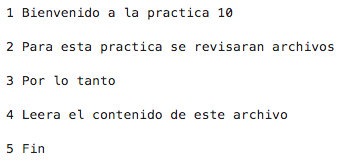 1 Bienvenido a la practica 10
2 Para esta practica se revisaran archivos
3 Por lo tanto
4 Leera el contenido de este archivo
5 Fin